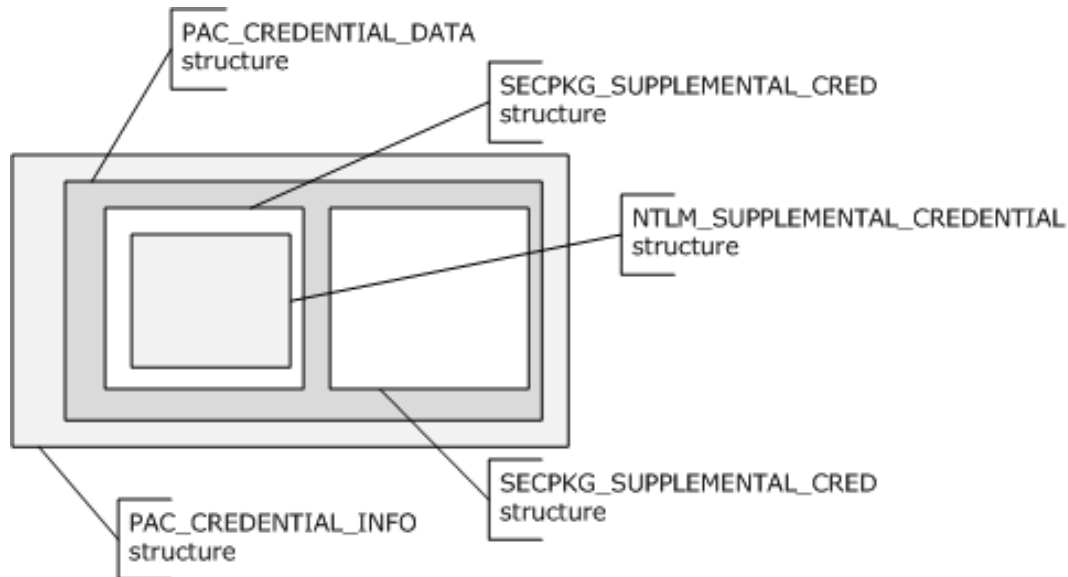 PAC_CREDENTIAL_DATA
structure
SECPKG_SUPPLEMENTAL_CRED
structure
NTLM_SUPPLEMENTAL_CREDENTIAL
structure
SECPKG_SUPPLEMENTAL_CRED
structure
PAC_CREDENTIAL_INFO
structure